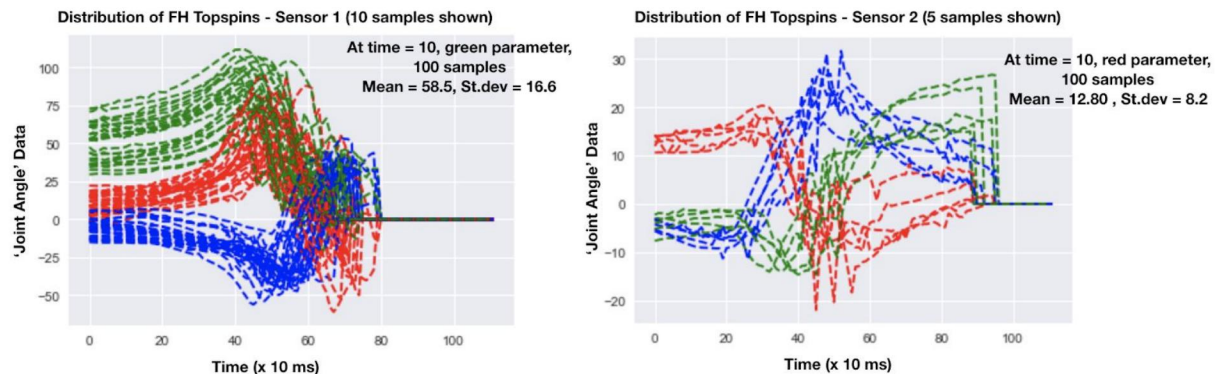 Distribution of FH Topspins - Sensor 1 (10 samples shown)
At time = 10, green parameter,
100 samples
Mean = 58.5, St.dev = 16.6
'Joint Angle' Data
100
75
50
25
0
−25
−50
0 20 40 60 80 100
Time (x 10 ms)
Distribution of FH Topspins - Sensor 2 (5 samples shown)
At time = 10, red parameter,
100 samples
Mean = 12.80 , St.dev = 8.2
'Joint Angle' Data
30
20
10
0
−10
−20
0 20 40 60 80 100
Time (x 10 ms)